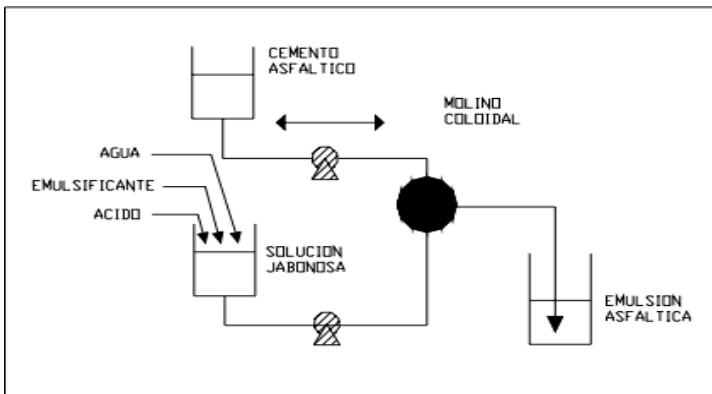 CEMENTO
ASFALTICO
MOLINO
COLOIDAL
AGUA
EMULSIFICANTE
ACIDO
SOLUCION
JABONOSA
EMULSION
ASFALTICA